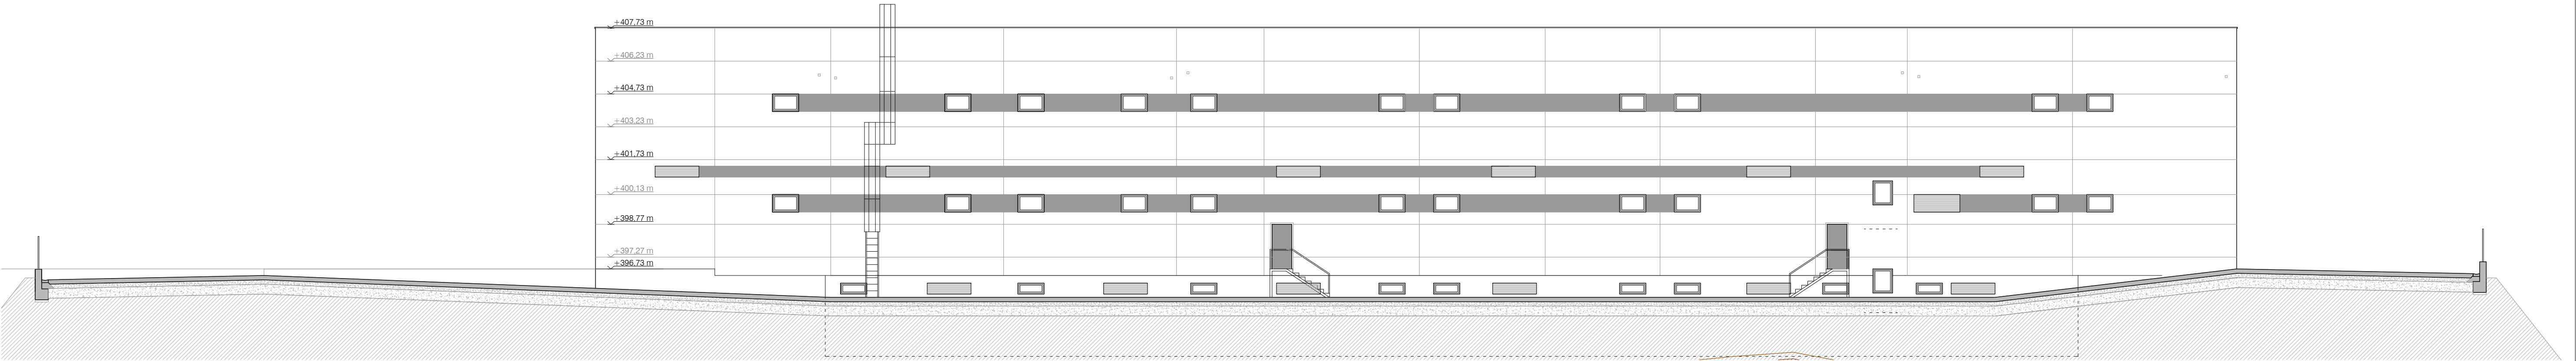 +407,73 m
+406,23 m
+404,73 m
+403,23 m
+401,73 m
+400,13 m
+398,77 m
+397,27 m
+396,73 m